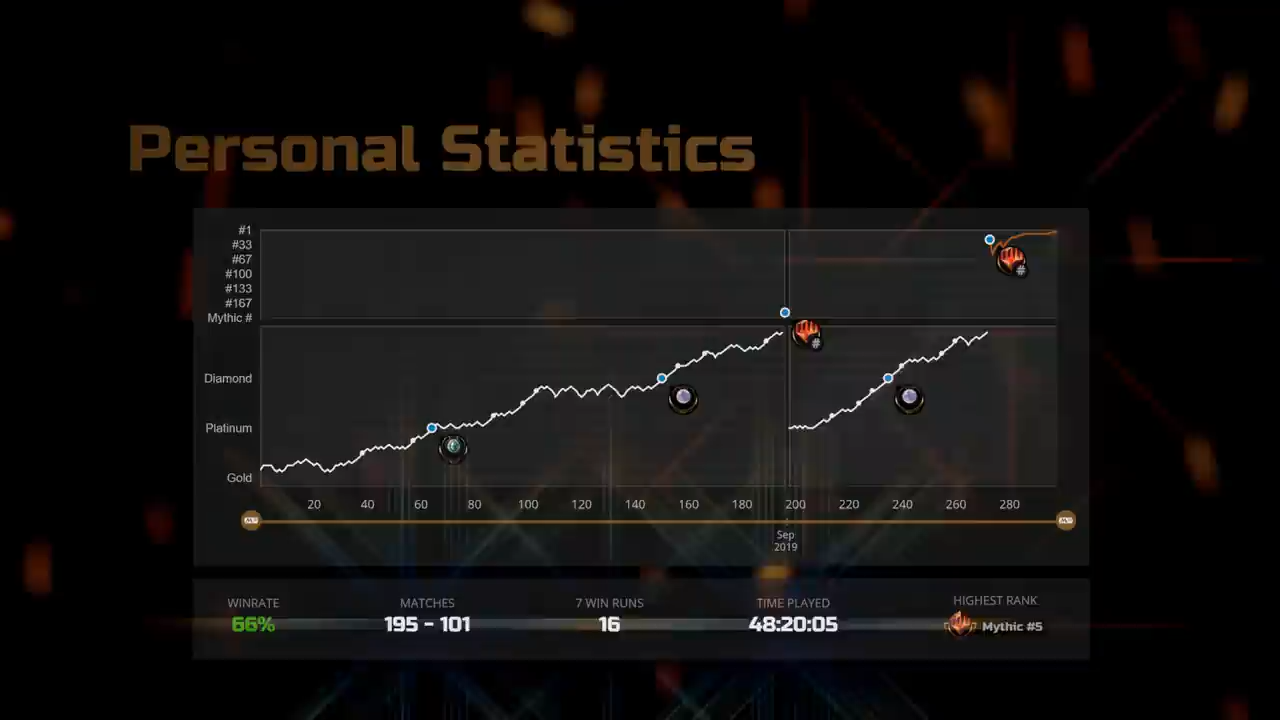 Personal Statistics
#1
#33
#67
#100
#133
#167
Mythic #
Diamond
Platinum
Gold
20 40 60 80 100 120 140 160 180 200 220 240 260 280
Sep
2019
WINRATE MATCHES 7 WIN RUNS TIME PLAYED HIGHEST RANK
66% 195 - 101 16 48:20:05 Mythic #5